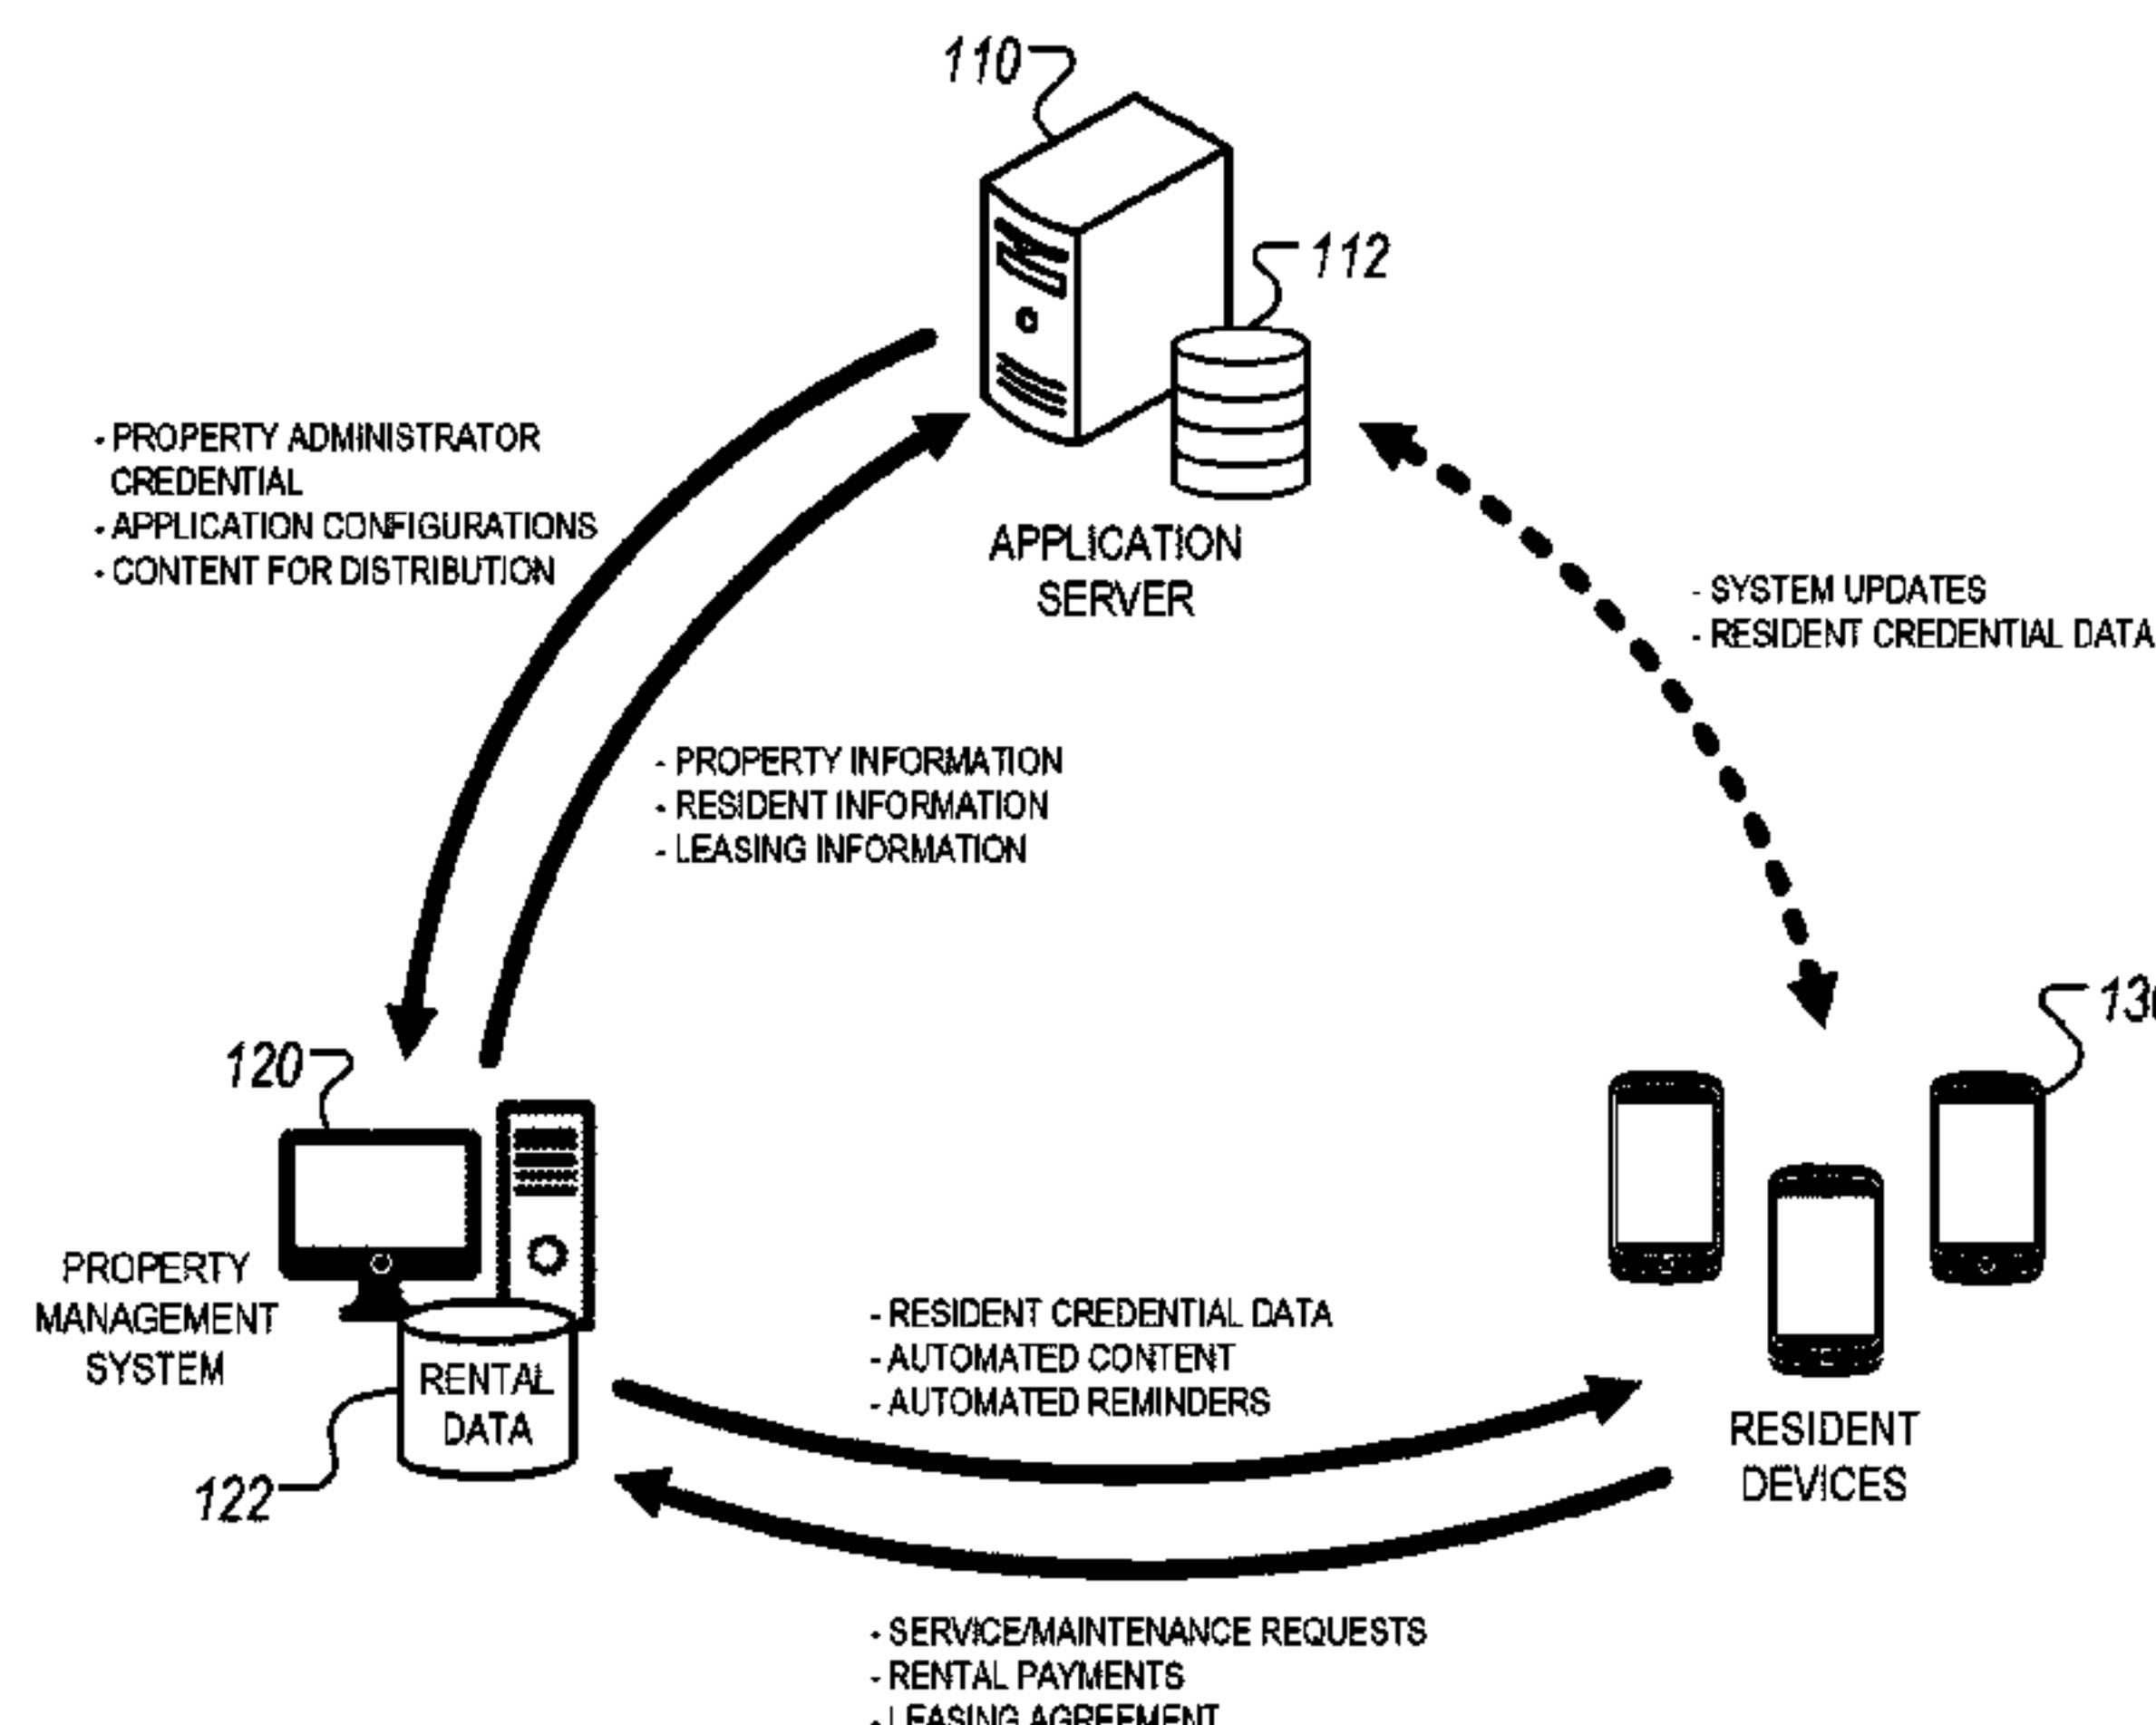 110
112
- PROPERTY ADMINISTRATOR
CREDENTIAL
- APPLICATION CONFIGURATIONS
- CONTENT FOR DISTRIBUTION
APPLICATION
SERVER
- SYSTEM UPDATES
- RESIDENT CREDENTIAL DATA
- PROPERTY INFORMATION
- RESIDENT INFORMATION
- LEASING INFORMATION
120
PROPERTY
MANAGEMENT
SYSTEM
RENTAL
DATA
122
- RESIDENT CREDENTIAL DATA
- AUTOMATED CONTENT
- AUTOMATED REMINDERS
RESIDENT
DEVICES
- SERVICE/MAINTENANCE REQUESTS
- RENTAL PAYMENTS
- LEASING AGREEMENT